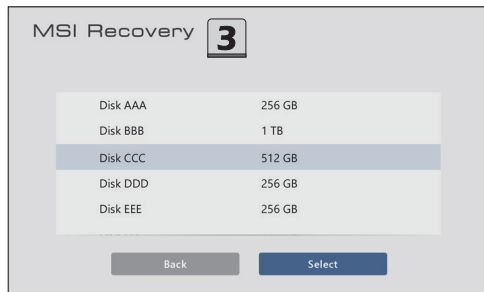 MSI Recovery 3
Disk AAA 256 GB
Disk BBB 1 TB
Disk CCC 512 GB
Disk DDD 256 GB
Disk EEE 256 GB
Back Select